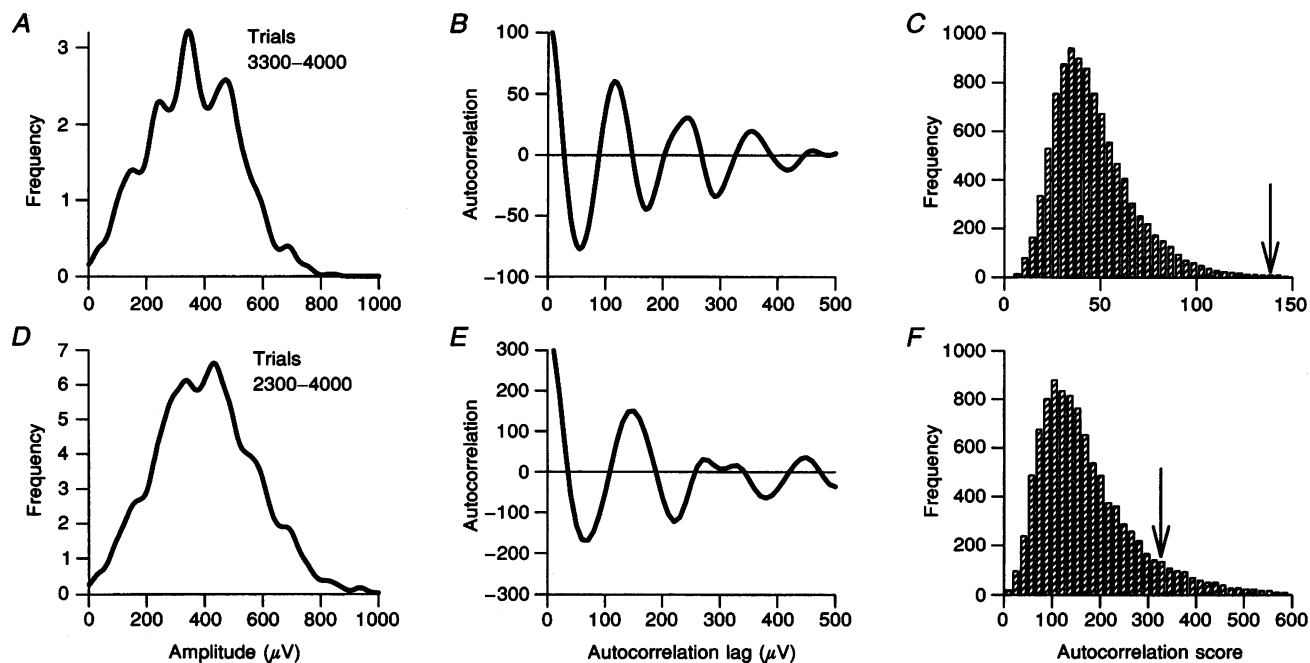 A
Trials
3300–4000
Frequency
3
2
1
0
0 200 400 600 800 1000
B
Autocorrelation
100
50
0
−50
−100
0 100 200 300 400 500
C
Frequency
1000
800
600
400
200
0
50 100 150
D
Trials
2300–4000
Frequency
7
6
5
4
3
2
1
0
0 200 400 600 800 1000
Amplitude (μV)
E
Autocorrelation
300
200
100
0
−100
−200
−300
0 100 200 300 400 500
Autocorrelation lag (μV)
F
Frequency
1000
800
600
400
200
0
0 100 200 300 400 500 600
Autocorrelation score